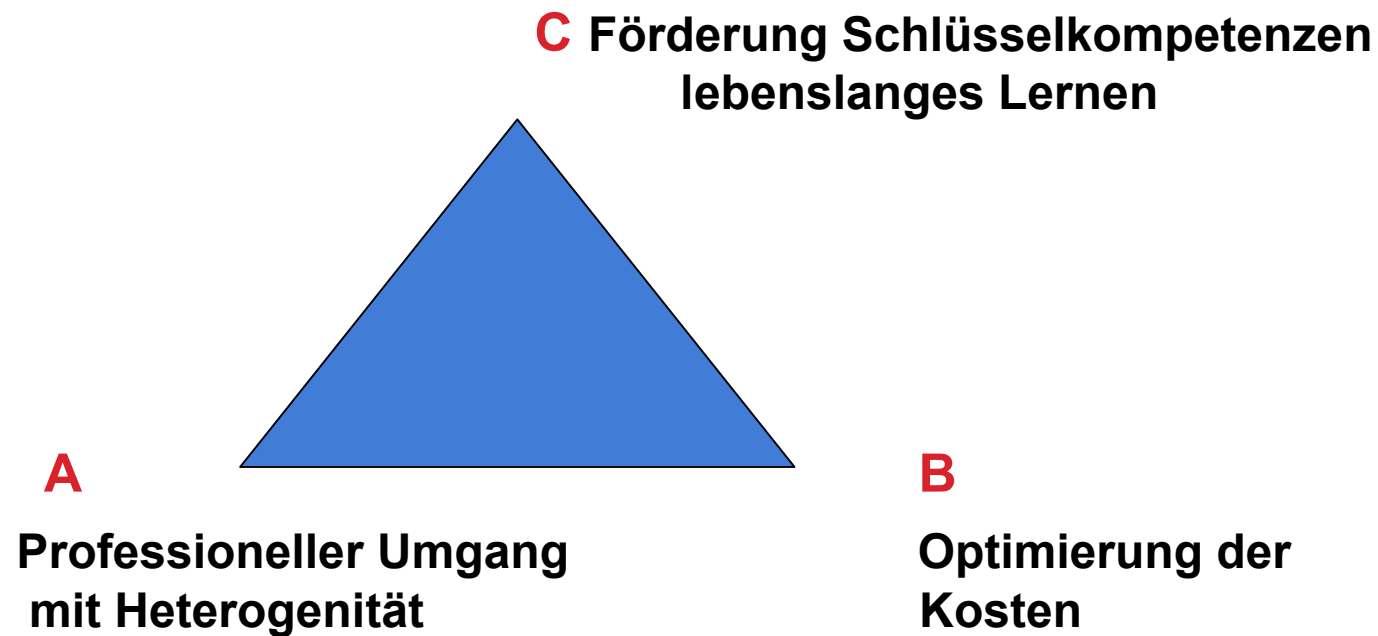 C Förderung Schlüsselkompetenzen
lebenslanges Lernen
A
Professioneller Umgang
mit Heterogenität
B
Optimierung der
Kosten